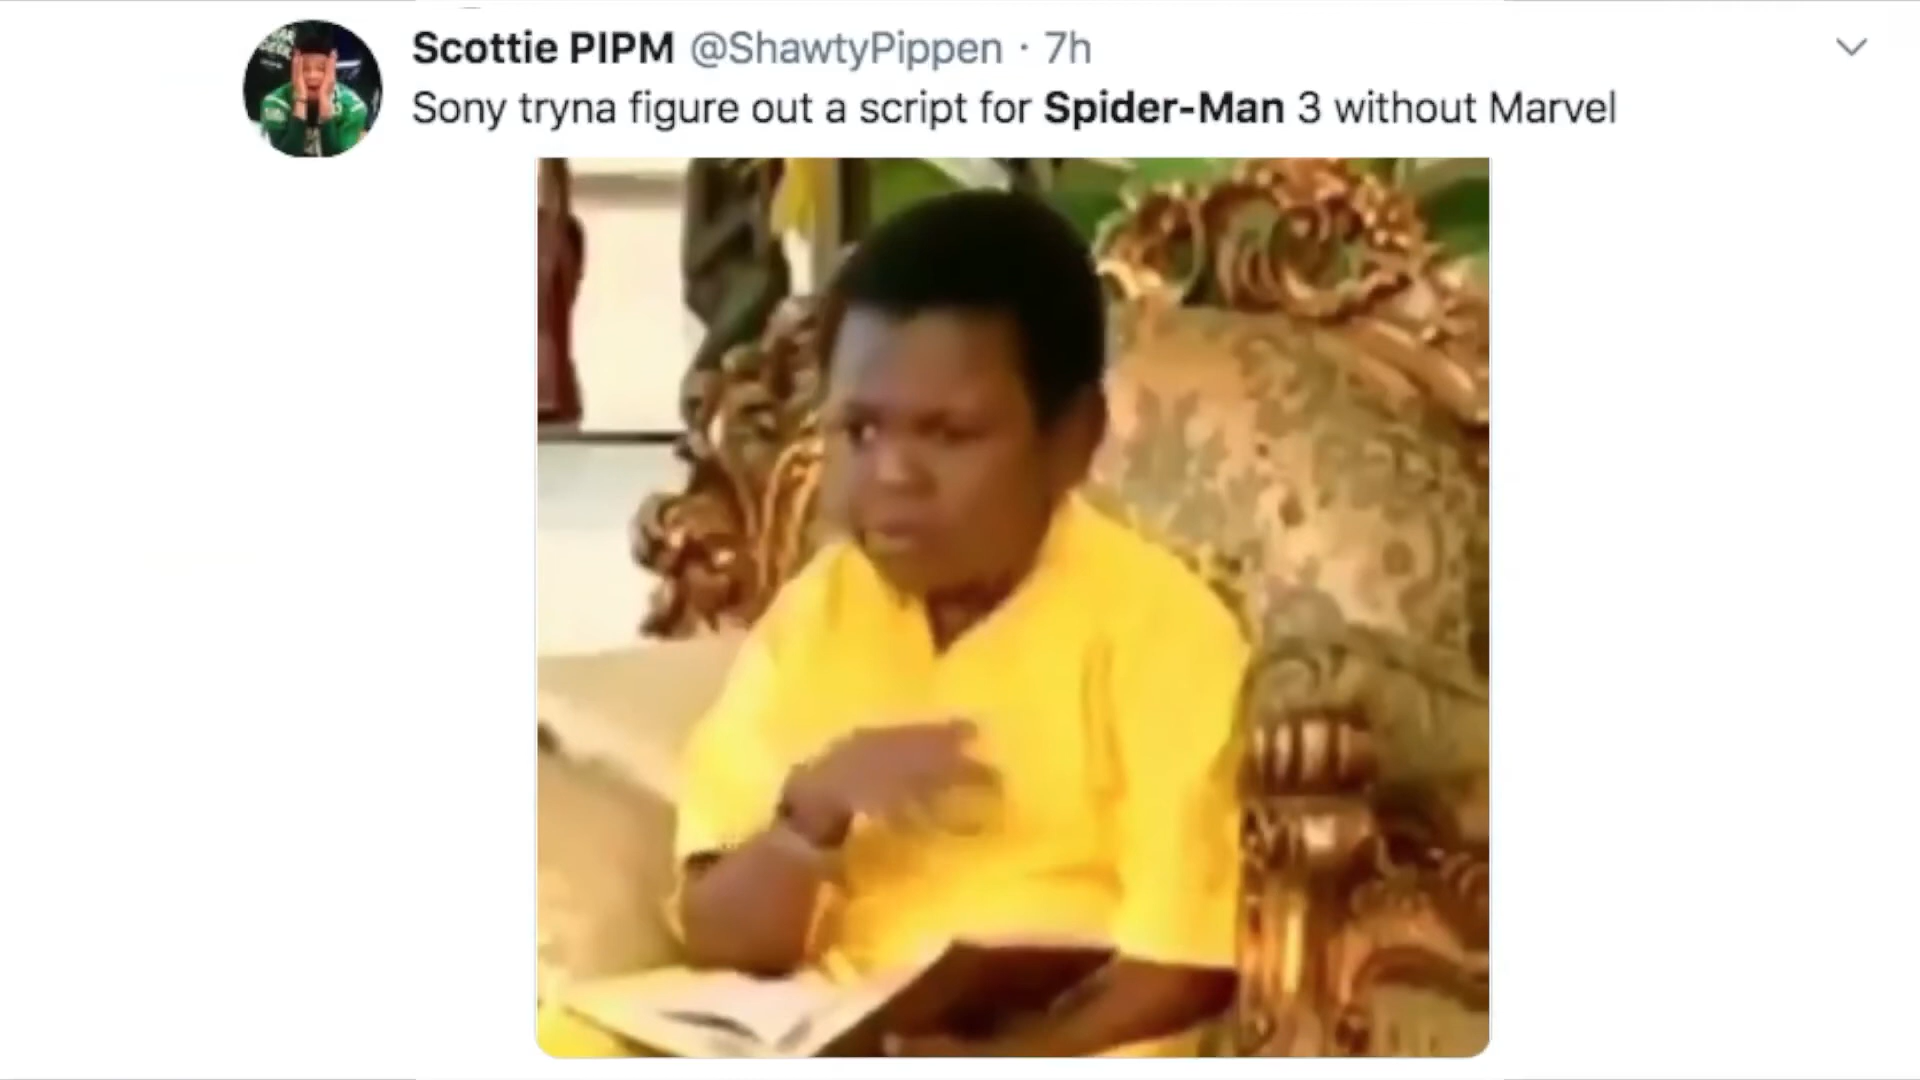 Scottie PIPM @ShawtyPippen · 7h
Sony tryna figure out a script for Spider-Man 3 without Marvel